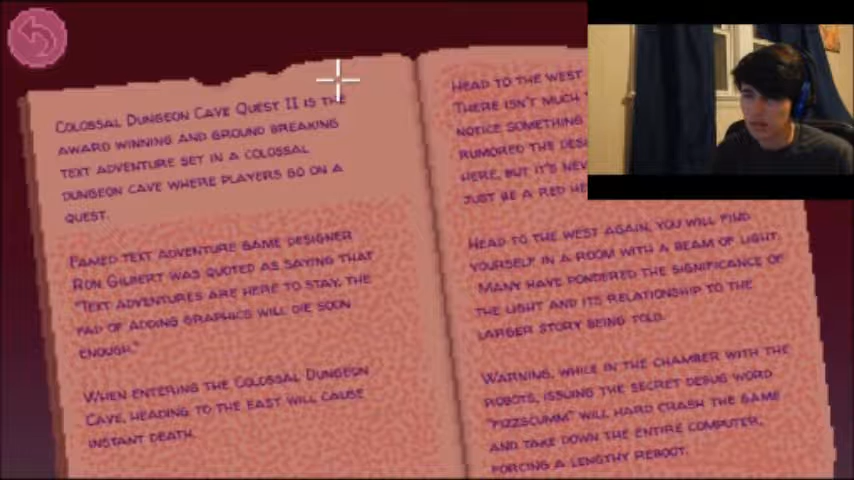 COLOSSAL DUNGEON CAVE QUEST II IS THE
AWARD WINNING AND GROUND BREAKING
TEXT ADVENTURE SET IN A COLOSSAL
DUNGEON CAVE WHERE PLAYERS GO ON A
QUEST.
FAMED TEXT ADVENTURE GAME DESIGNER
RON GILBERT WAS QUOTED AS SAYING THAT
"TEXT ADVENTURES ARE HERE TO STAY, THE
FAD OF ADDING GRAPHICS WILL DIE SOON
ENOUGH."
WHEN ENTERING THE COLOSSAL DUNGEON
CAVE, HEADING TO THE EAST WILL CAUSE
INSTANT DEATH.
HEAD TO THE WEST
THERE ISN'T MUCH
NOTICE SOMETHING
RUMORED THE
HERE, BUT IT'S
JUST BE A RED
HEAD TO THE WEST AGAIN, YOU WILL FIND
YOURSELF IN A ROOM WITH A BEAM OF LIGHT.
MANY HAVE PONDERED THE SIGNIFICANCE OF
THE LIGHT AND ITS RELATIONSHIP TO THE
LARGER STORY BEING TOLD.
WARNING, WHILE IN THE CHAMBER WITH THE
ROBOTS, ISSUING THE SECRET DEBUG WORD
"FIZZSCUMM" WILL HARD CRASH THE GAME
AND TAKE DOWN THE ENTIRE COMPUTER,
FORCING A LENGTHY REBOOT.